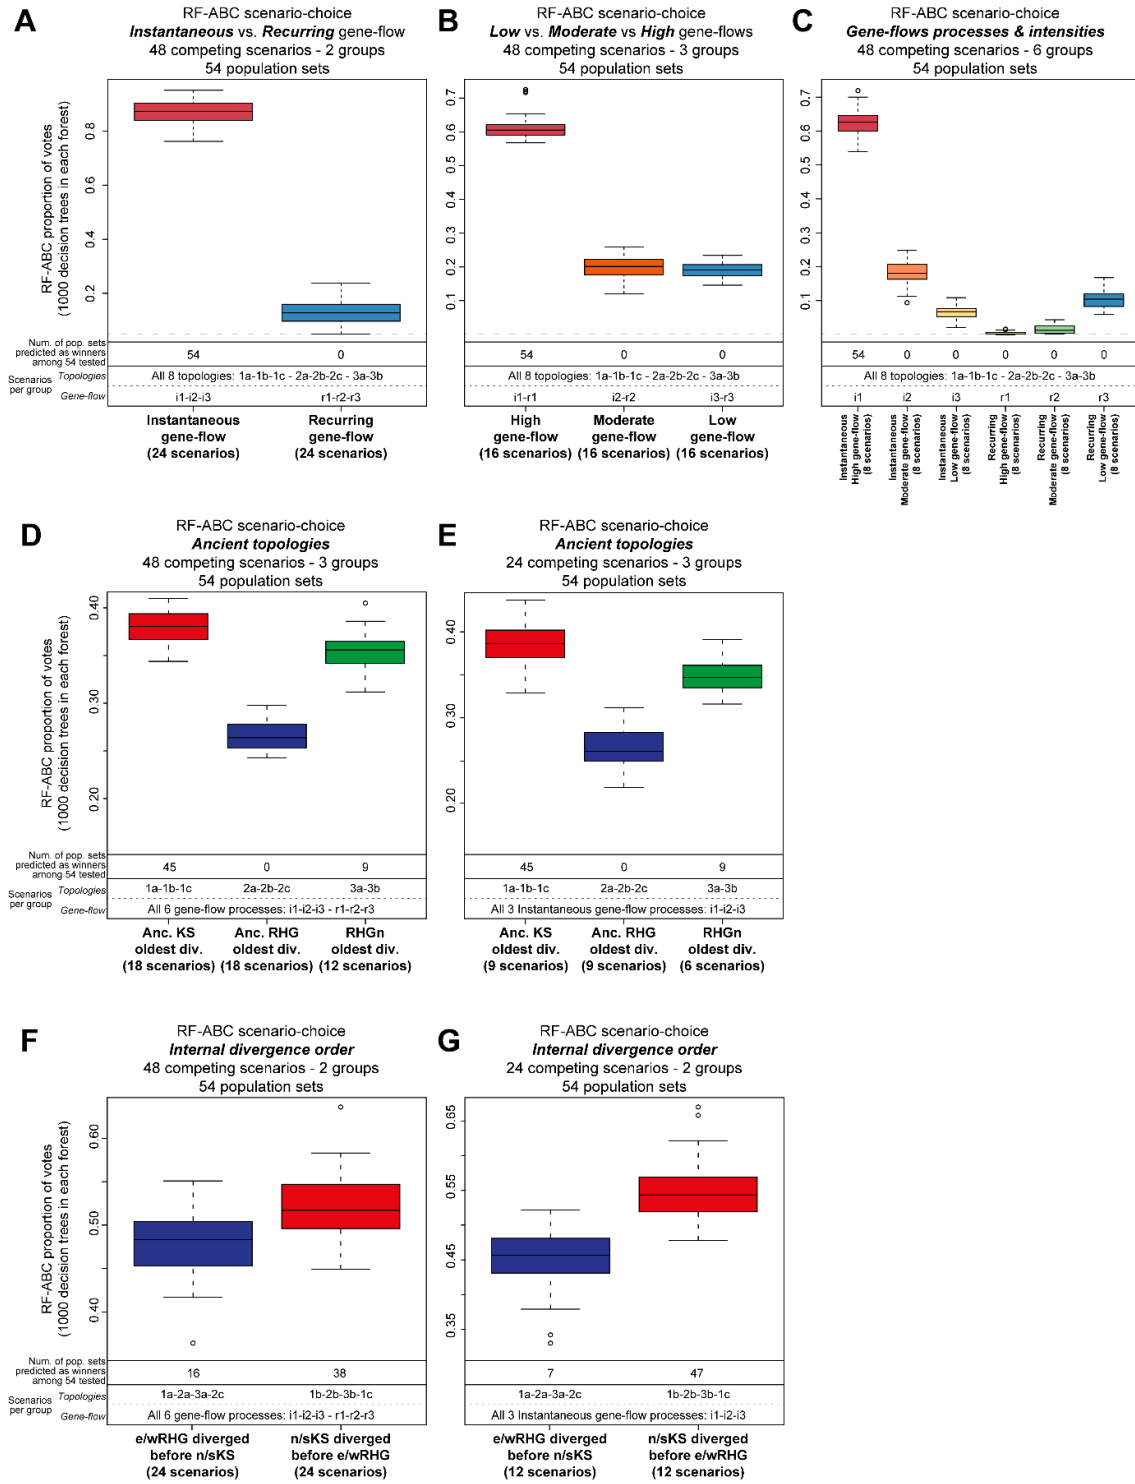 A
RF-ABC scenario-choice
Instantaneous vs. Recurring gene-flow
48 competing scenarios - 2 groups
54 population sets
RF-ABC proportion of votes
(1000 decision trees in each forest)
0.8
0.6
0.4
0.2
Num. of pop. sets
predicted as winners
among 54 tested
54
0
Scenarios
per group
Topologies
All 8 topologies: 1a-1b-1c - 2a-2b-2c - 3a-3b
Gene-flow
i1-i2-i3
r1-r2-r3
Instantaneous
gene-flow
(24 scenarios)
Recurring
gene-flow
(24 scenarios)
B
RF-ABC scenario-choice
Low vs. Moderate vs High gene-flows
48 competing scenarios - 3 groups
54 population sets
0.7
0.6
0.5
0.4
0.3
0.2
0.1
54
0
0
All 8 topologies: 1a-1b-1c - 2a-2b-2c - 3a-3b
i1-r1
i2-r2
i3-r3
High
gene-flow
(16 scenarios)
Moderate
gene-flow
(16 scenarios)
Low
gene-flow
(16 scenarios)
C
RF-ABC scenario-choice
Gene-flows processes & intensities
48 competing scenarios - 6 groups
54 population sets
0.7
0.6
0.5
0.4
0.3
0.2
0.1
54
0
0
0
0
0
All 8 topologies: 1a-1b-1c - 2a-2b-2c - 3a-3b
i1
i2
i3
r1
r2
r3
Instantaneous
High gene-flow
(8 scenarios)
Instantaneous
Moderate gene-flow
(8 scenarios)
Instantaneous
Low gene-flow
(8 scenarios)
Recurring
High gene-flow
(8 scenarios)
Recurring
Moderate gene-flow
(8 scenarios)
Recurring
Low gene-flow
(8 scenarios)
D
RF-ABC scenario-choice
Ancient topologies
48 competing scenarios - 3 groups
54 population sets
RF-ABC proportion of votes
(1000 decision trees in each forest)
0.40
0.30
0.20
Num. of pop. sets
predicted as winners
among 54 tested
45
0
9
Scenarios
per group
Topologies
1a-1b-1c
2a-2b-2c
3a-3b
Gene-flow
All 6 gene-flow processes: i1-i2-i3 - r1-r2-r3
Anc. KS
oldest div.
(18 scenarios)
Anc. RHG
oldest div.
(18 scenarios)
RHGn
oldest div.
(12 scenarios)
E
RF-ABC scenario-choice
Ancient topologies
24 competing scenarios - 3 groups
54 population sets
0.40
0.30
0.20
45
0
9
1a-1b-1c
2a-2b-2c
3a-3b
All 3 Instantaneous gene-flow processes: i1-i2-i3
Anc. KS
oldest div.
(9 scenarios)
Anc. RHG
oldest div.
(9 scenarios)
RHGn
oldest div.
(6 scenarios)
F
RF-ABC scenario-choice
Internal divergence order
48 competing scenarios - 2 groups
54 population sets
RF-ABC proportion of votes
(1000 decision trees in each forest)
0.60
0.50
0.40
Num. of pop. sets
predicted as winners
among 54 tested
16
38
Scenarios
per group
Topologies
1a-2a-3a-2c
1b-2b-3b-1c
Gene-flow
All 6 gene-flow processes: i1-i2-i3 - r1-r2-r3
e/wRHG diverged
before n/sKS
(24 scenarios)
n/sKS diverged
before e/wRHG
(24 scenarios)
G
RF-ABC scenario-choice
Internal divergence order
24 competing scenarios - 2 groups
54 population sets
0.65
0.55
0.45
0.35
7
47
1a-2a-3a-2c
1b-2b-3b-1c
All 3 Instantaneous gene-flow processes: i1-i2-i3
e/wRHG diverged
before n/sKS
(12 scenarios)
n/sKS diverged
before e/wRHG
(12 scenarios)